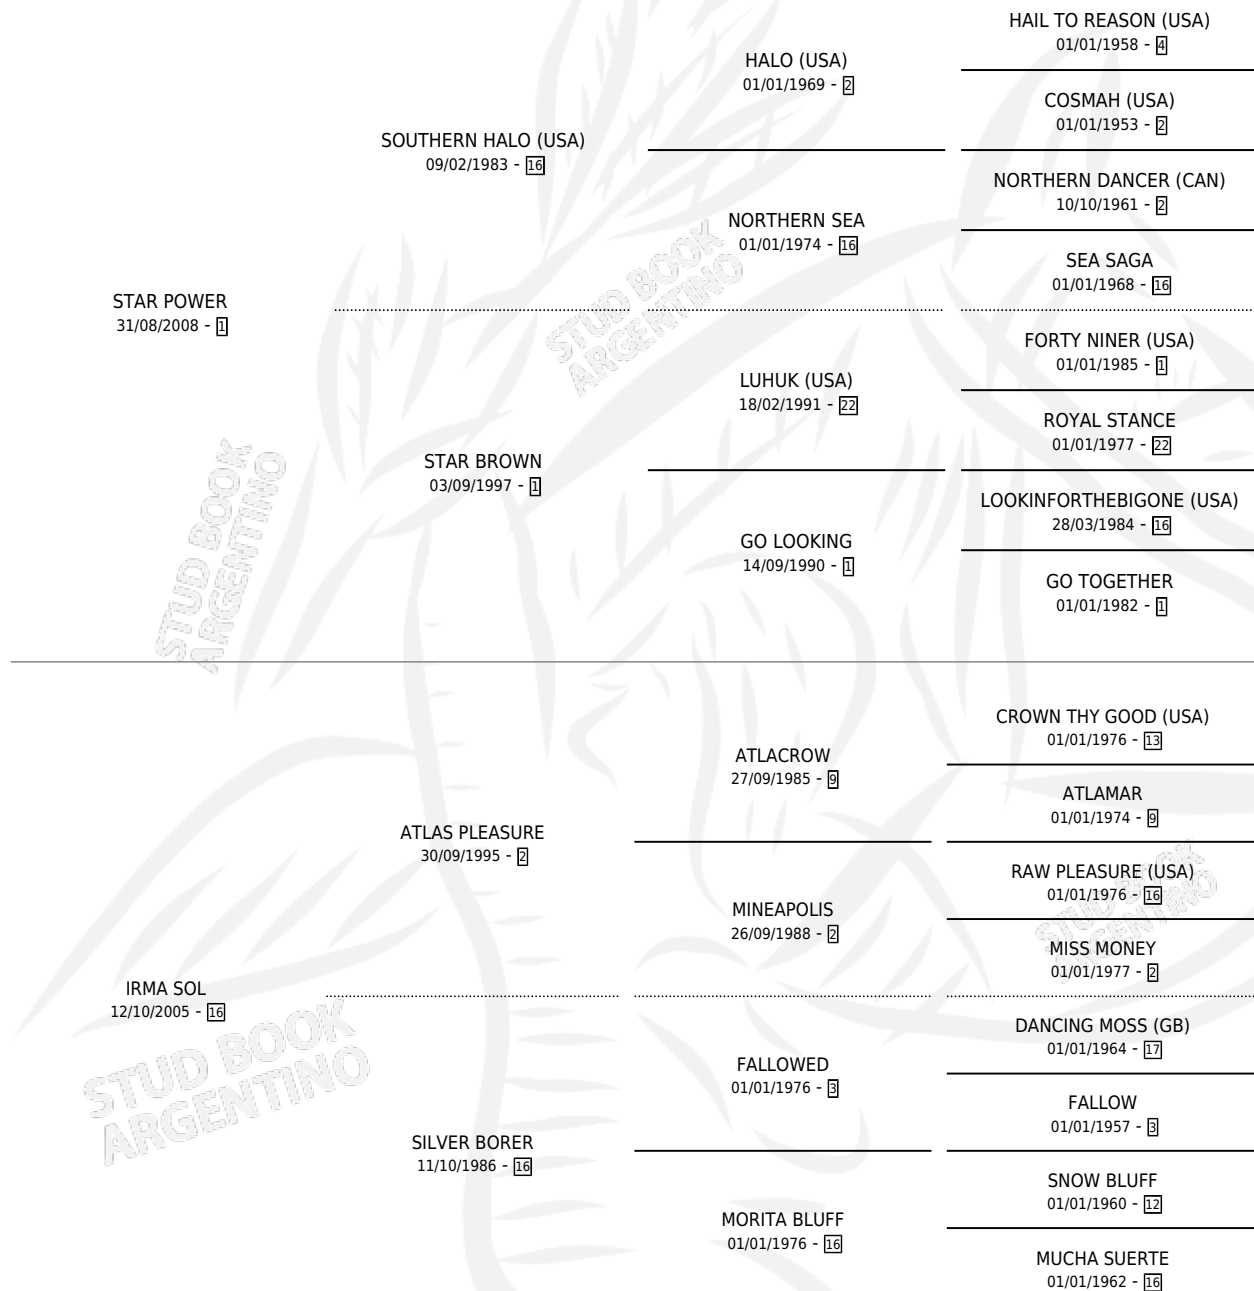 HAIL TO REASON (USA)
01/01/1958 - 4
HALO (USA)
01/01/1969 - 2
COSMAH (USA)
01/01/1953 - 2
SOUTHERN HALO (USA)
09/02/1983 - 16
NORTHERN DANCER (CAN)
10/10/1961 - 2
NORTHERN SEA
01/01/1974 - 16
SEA SAGA
01/01/1968 - 16
STAR POWER
31/08/2008 - 1
STUD BOOK
ARGENTINO
FORTY NINER (USA)
01/01/1985 - 1
LUHUK (USA)
18/02/1991 - 22
ROYAL STANCE
01/01/1977 - 22
STAR BROWN
03/09/1997 - 1
LOOKINFORTHEBIGONE (USA)
28/03/1984 - 16
GO LOOKING
14/09/1990 - 1
GO TOGETHER
01/01/1982 - 1
STUD BOOK
ARGENTINO
CROWN THY GOOD (USA)
01/01/1976 - 13
ATLACROW
27/09/1985 - 9
ATLAMAR
01/01/1974 - 9
ATLAS PLEASURE
30/09/1995 - 2
RAW PLEASURE (USA)
01/01/1976 - 16
MINEAPOLIS
26/09/1988 - 2
MISS MONEY
01/01/1977 - 2
STUD BOOK
ARGENTINO
IRMA SOL
12/10/2005 - 16
DANCING MOSS (GB)
01/01/1964 - 17
FALLOWED
01/01/1976 - 3
FALLOW
01/01/1957 - 3
STUD BOOK
ARGENTINO
SILVER BORER
11/10/1986 - 16
SNOW BLUFF
01/01/1960 - 12
MORITA BLUFF
01/01/1976 - 16
MUCHA SUERTE
01/01/1962 - 16